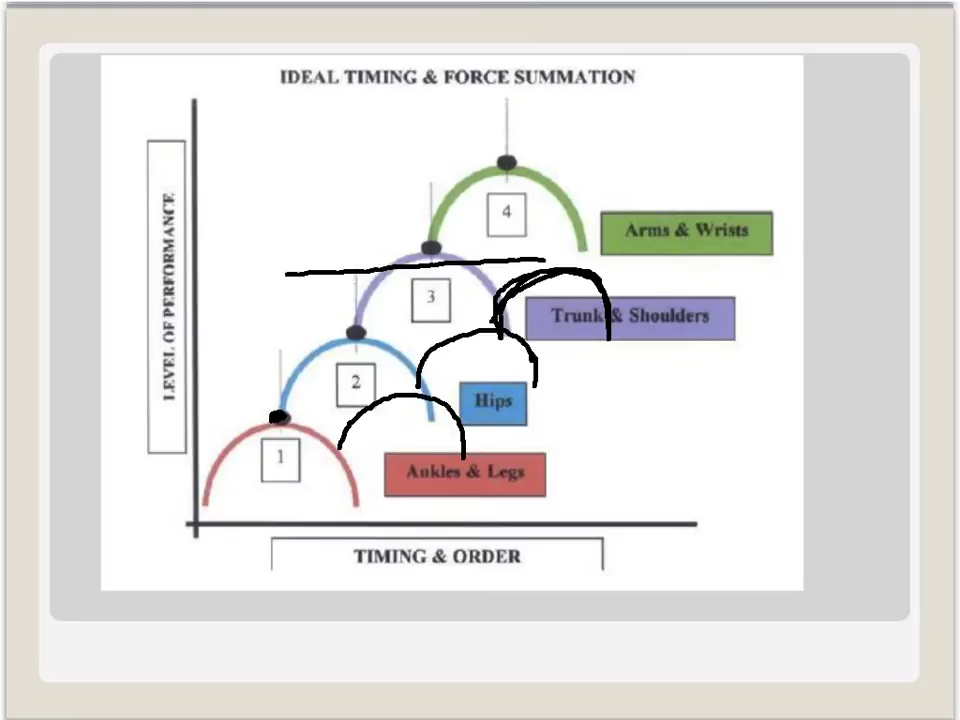 IDEAL TIMING & FORCE SUMMATION
4
Arms & Wrists
LEVEL OF PERFORMANCE
3
Trunk & Shoulders
2
Hips
1
Ankles & Legs
TIMING & ORDER